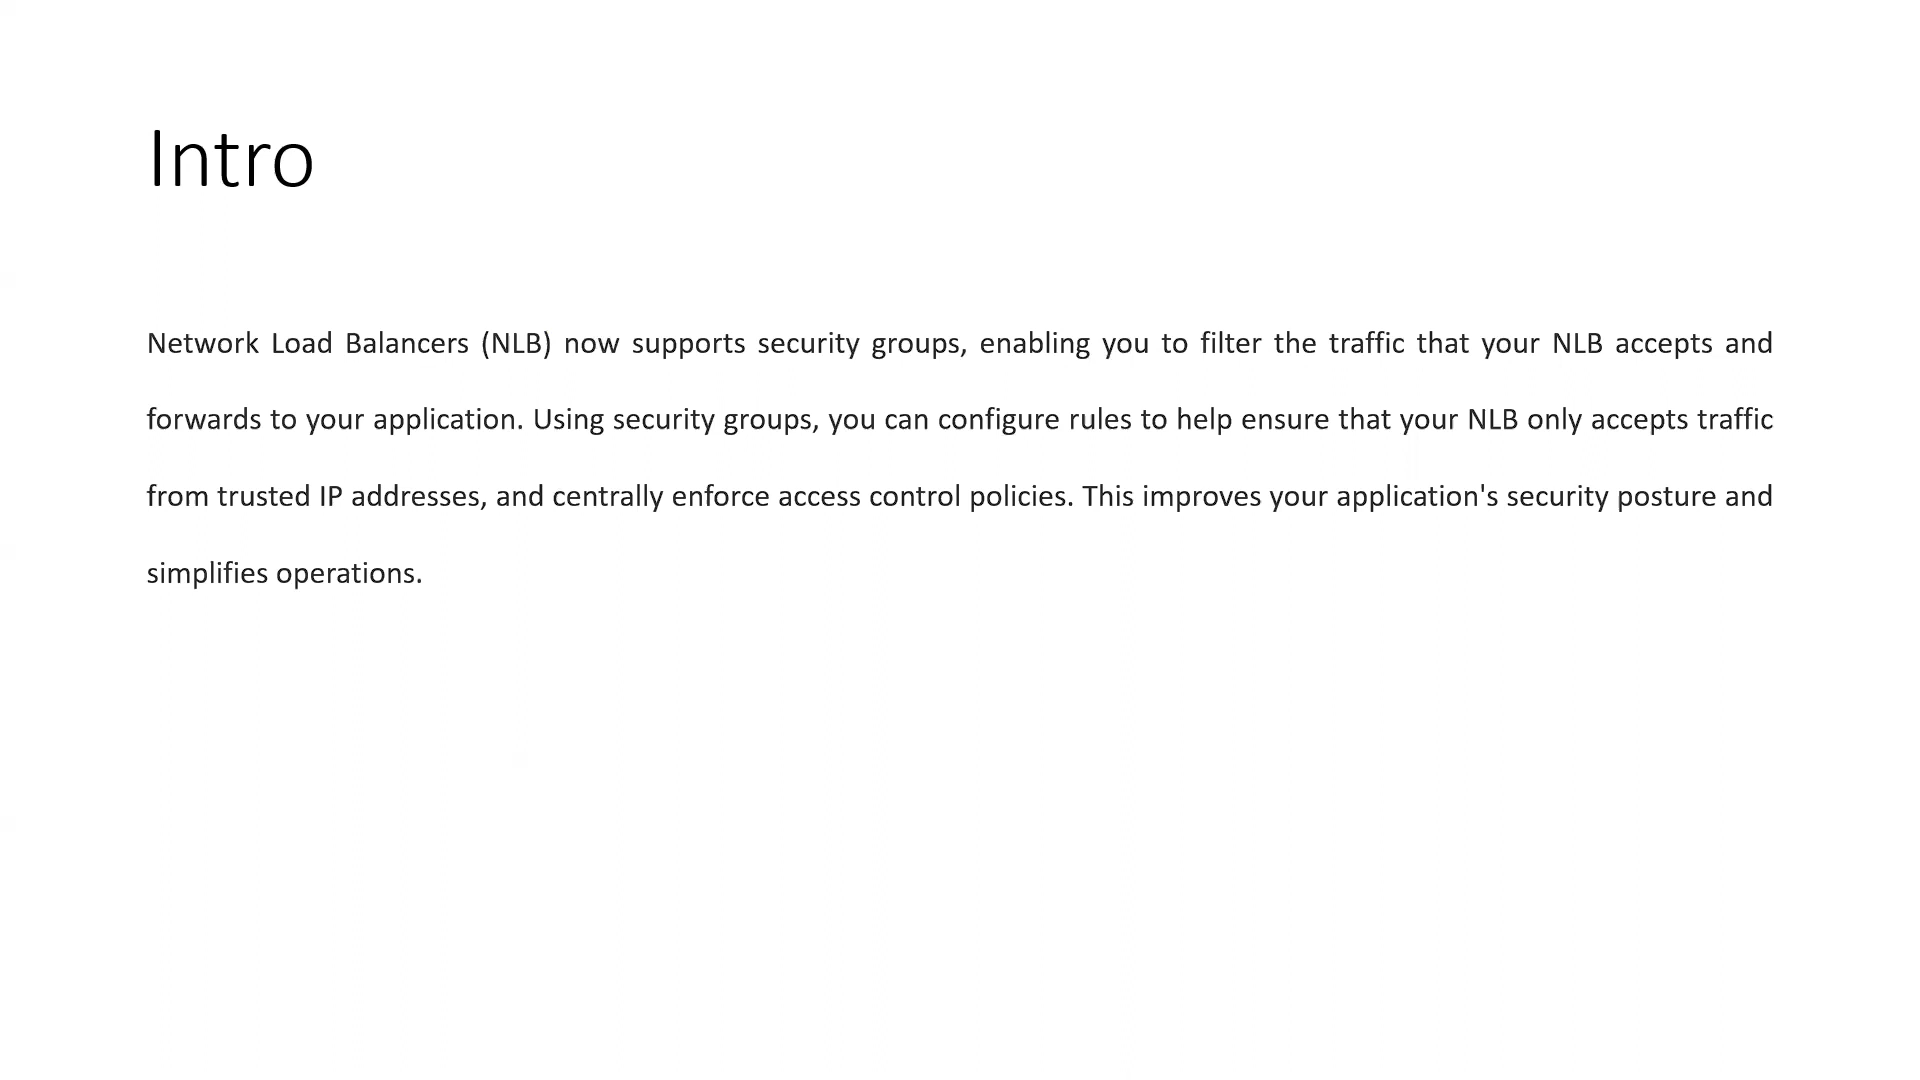 Intro
Network Load Balancers (NLB) now supports security groups, enabling you to filter the traffic that your NLB accepts and
forwards to your application. Using security groups, you can configure rules to help ensure that your NLB only accepts traffic
from trusted IP addresses, and centrally enforce access control policies. This improves your application's security posture and
simplifies operations.